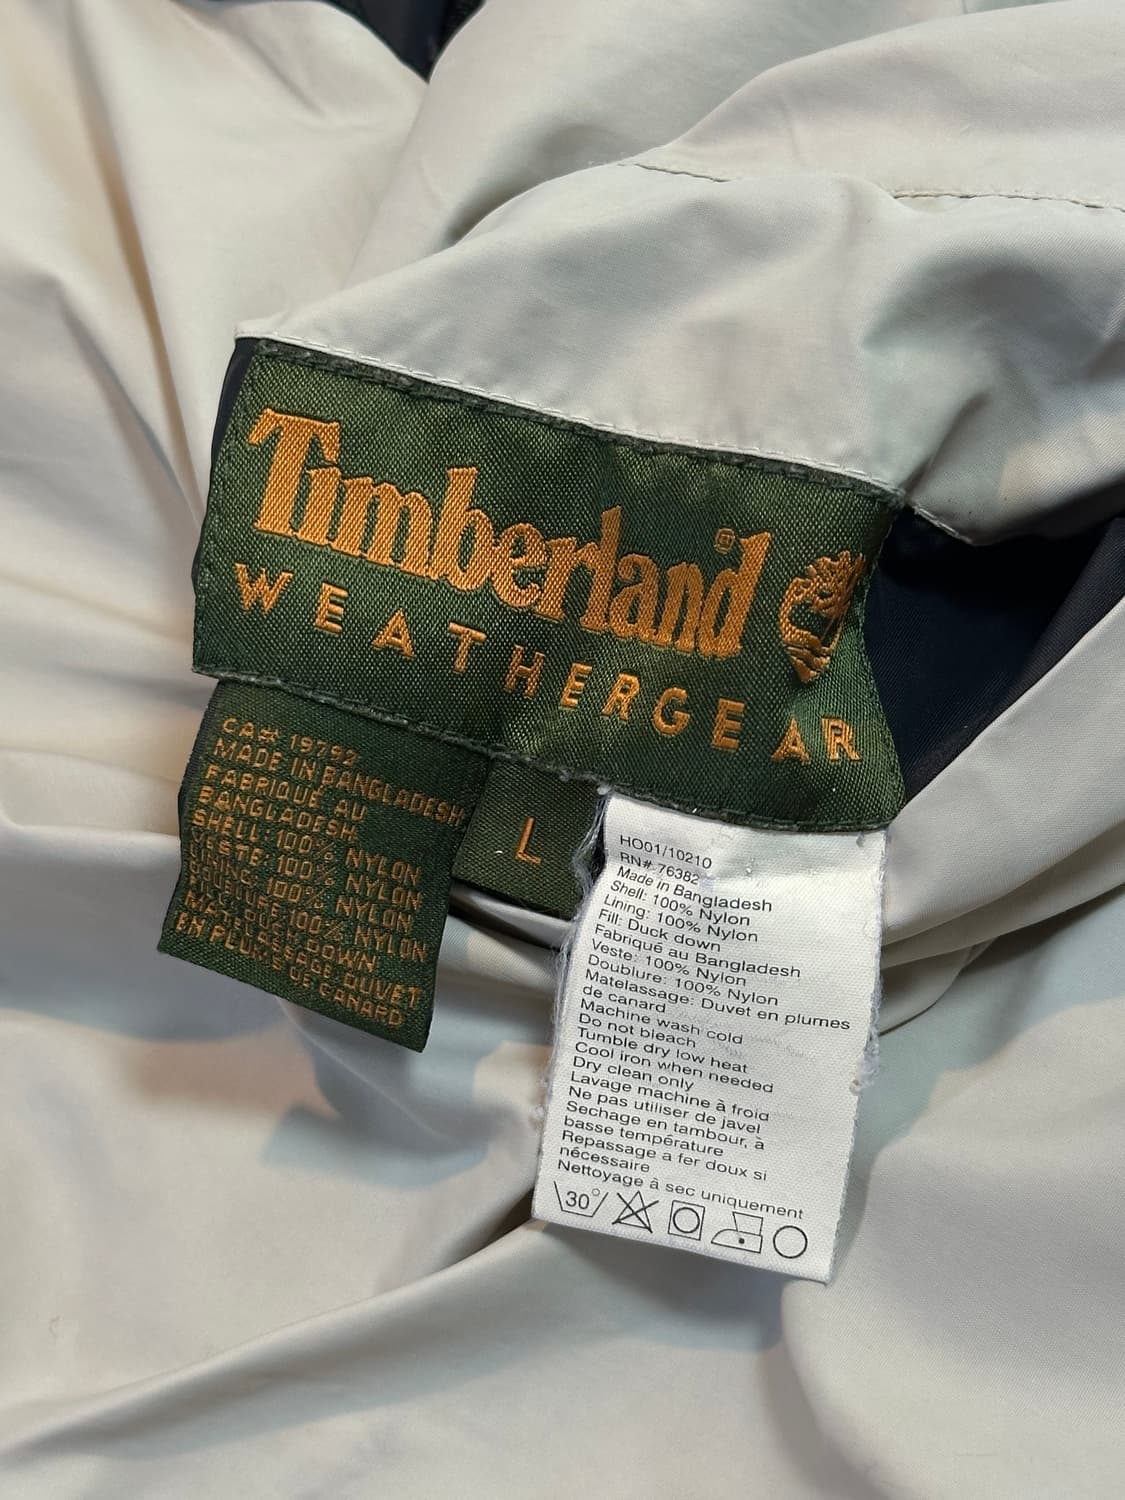 Timberland®
WEATHERGEAR
CA# 19792
MADE IN BANGLADESH
FABRIQUÉ AU
BANGLADESH
SHELL: 100% NYLON
VESTE: 100% NYLON
LINING: 100% NYLON
DOUBLURE: 100% NYLON
DOWN
MATELASSAGE: DUVET
EN PLUMES DE CANARD
L
HO01/10210
RN# 76382
Made in Bangladesh
Shell: 100% Nylon
Lining: 100% Nylon
Fill: Duck down
Fabriqué au Bangladesh
Veste: 100% Nylon
Doublure: 100% Nylon
Matelassage: Duvet en plumes
de canard
Machine wash cold
Do not bleach
Tumble dry low heat
Cool iron when needed
Dry clean only
Lavage machine à froid
Ne pas utiliser de javel
Sechage en tambour, à
basse température
Repassage a fer doux si
nécessaire
Nettoyage à sec uniquement
30°